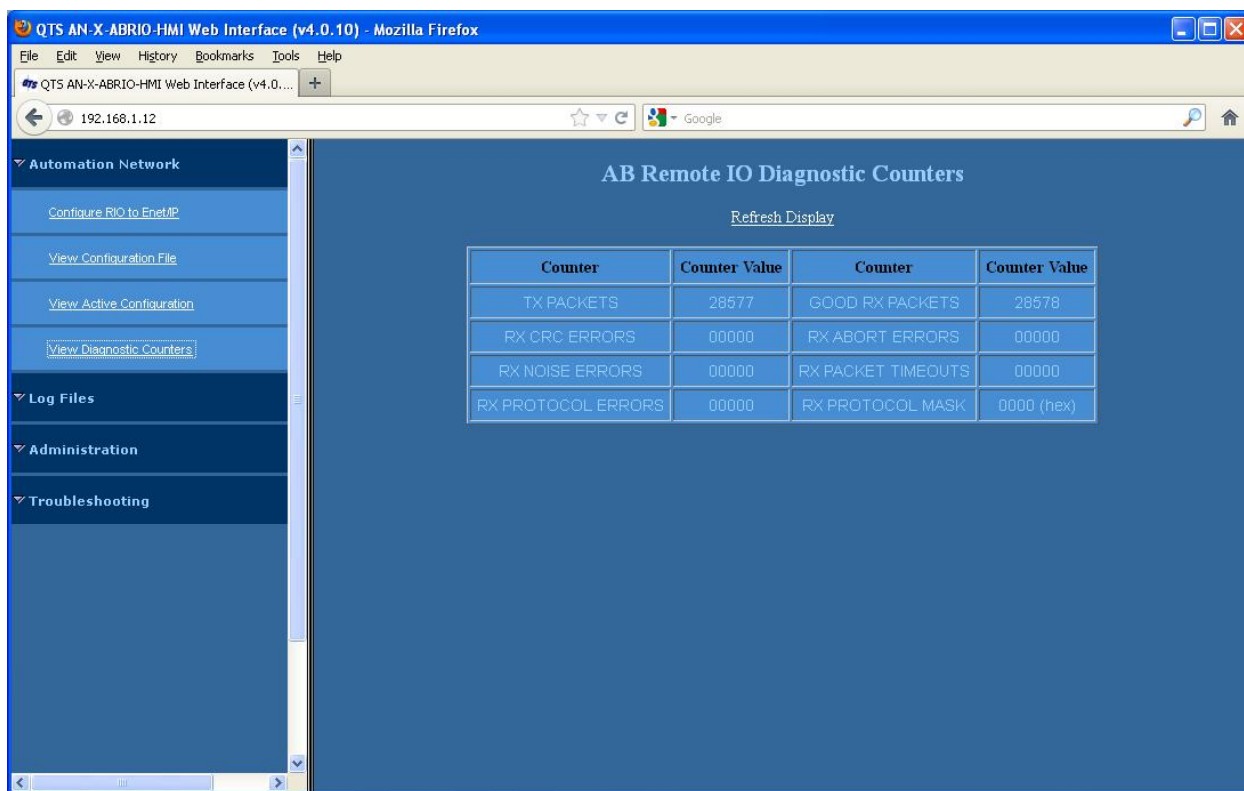 QTS AN-X-ABRIO-HMI Web Interface (v4.0.10) - Mozilla Firefox
File Edit View History Bookmarks Tools Help
QTS QTS AN-X-ABRIO-HMI Web Interface (v4.0.... +
192.168.1.12 Google
Automation Network
Configure RIO to Enet/IP
View Configuration File
View Active Configuration
View Diagnostic Counters
Log Files
Administration
Troubleshooting
AB Remote IO Diagnostic Counters
Refresh Display
Counter Counter Value Counter Counter Value
TX PACKETS 28577 GOOD RX PACKETS 28578
RX CRC ERRORS 00000 RX ABORT ERRORS 00000
RX NOISE ERRORS 00000 RX PACKET TIMEOUTS 00000
RX PROTOCOL ERRORS 00000 RX PROTOCOL MASK 0000 (hex)